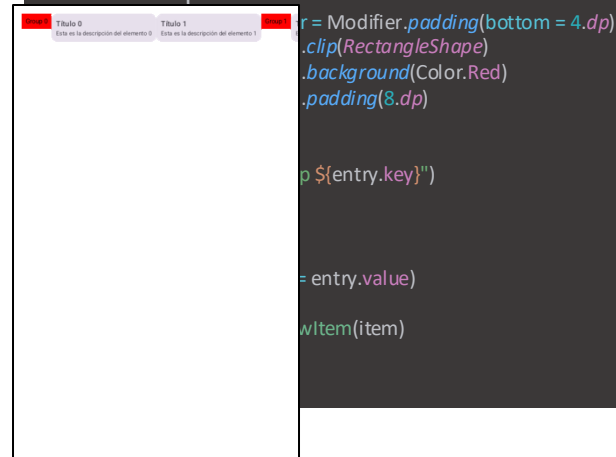 r = Modifier.padding(bottom = 4.dp)
.clip(RectangleShape)
.background(Color.Red)
.padding(8.dp)
p ${entry.key}")
= entry.value)
wItem(item)
Group 0
Título 0
Esta es la descripción del elemento 0
Título 1
Esta es la descripción del elemento 1
Group 1